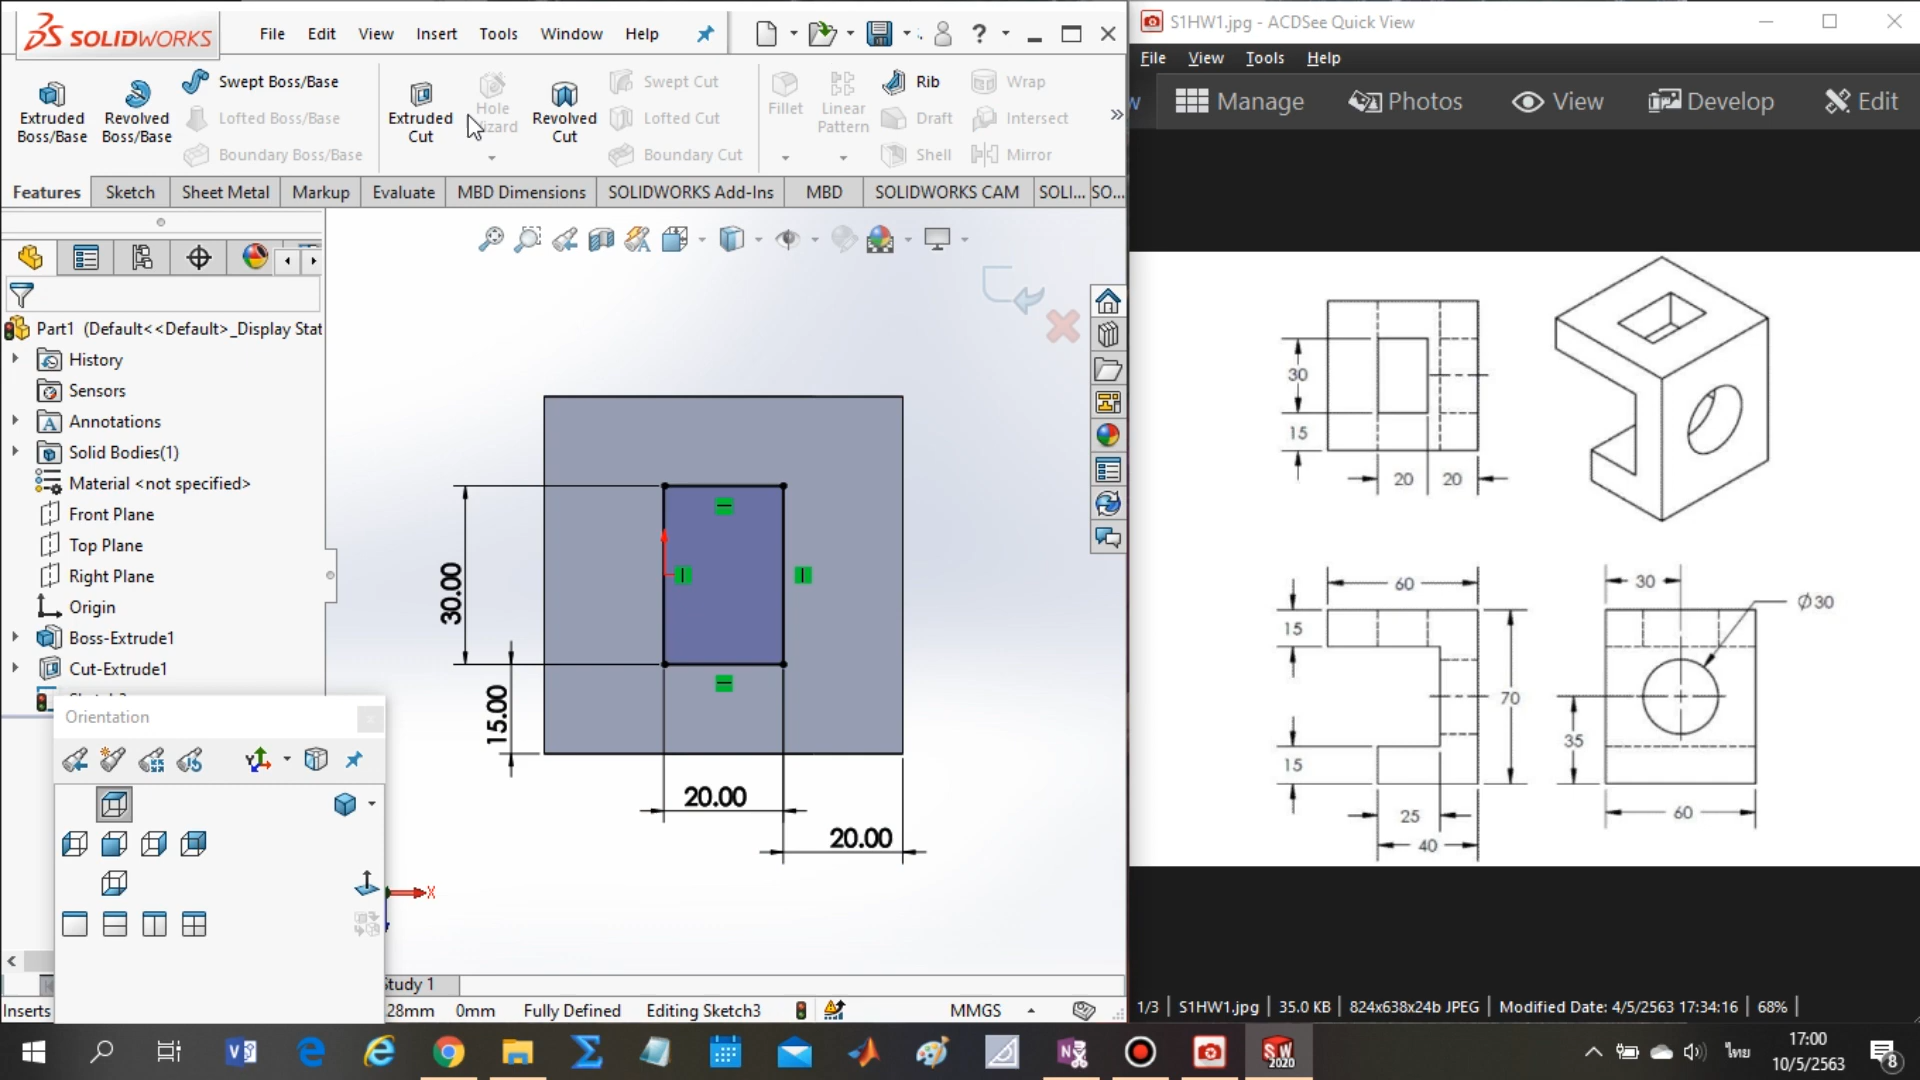 SOLIDWORKS
File Edit View Insert Tools Window Help
Extruded Boss/Base
Revolved Boss/Base
Swept Boss/Base
Lofted Boss/Base
Boundary Boss/Base
Extruded Cut
Hole Wizard
Revolved Cut
Swept Cut
Lofted Cut
Boundary Cut
Fillet
Linear Pattern
Rib
Draft
Shell
Wrap
Intersect
Mirror
Features Sketch Sheet Metal Markup Evaluate MBD Dimensions SOLIDWORKS Add-Ins MBD SOLIDWORKS CAM SOLI... SO...
Part1 (Default<<Default>_Display Stat
History
Sensors
Annotations
Solid Bodies(1)
Material <not specified>
Front Plane
Top Plane
Right Plane
Origin
Boss-Extrude1
Cut-Extrude1
Orientation
30.00
15.00
20.00
20.00
X
Study 1
Inserts
28mm 0mm Fully Defined Editing Sketch3 MMGS
S1HW1.jpg - ACDSee Quick View
File View Tools Help
w Manage Photos View Develop Edit
30
15
20 20
60
15
70
15
25
40
30
Ø30
35
60
1/3 S1HW1.jpg 35.0 KB 824x638x24b JPEG Modified Date: 4/5/2563 17:34:16 68%
SW 2020
ไทย
17:00
10/5/2563
8